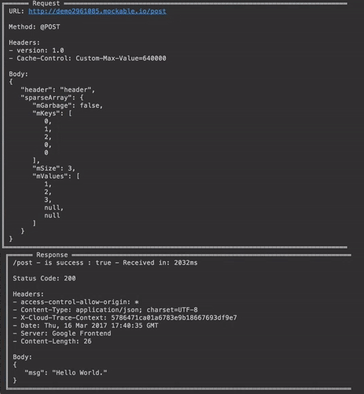 Request
URL: http://demo2961085.mockable.io/post
Method: @POST
Headers:
- version: 1.0
- Cache-Control: Custom-Max-Value=640000
Body:
{
"header": "header",
"sparseArray": {
"mGarbage": false,
"mKeys": [
0,
1,
2,
0,
0
],
"mSize": 3,
"mValues": [
1,
2,
3,
null,
null
]
}
}
Response
/post - is success : true - Received in: 2032ms
Status Code: 200
Headers:
- access-control-allow-origin: *
- Content-Type: application/json; charset=UTF-8
- X-Cloud-Trace-Context: 5786471ca01a6783e9b18667693df9e7
- Date: Thu, 16 Mar 2017 17:40:35 GMT
- Server: Google Frontend
- Content-Length: 26
Body:
{
"msg": "Hello World."
}